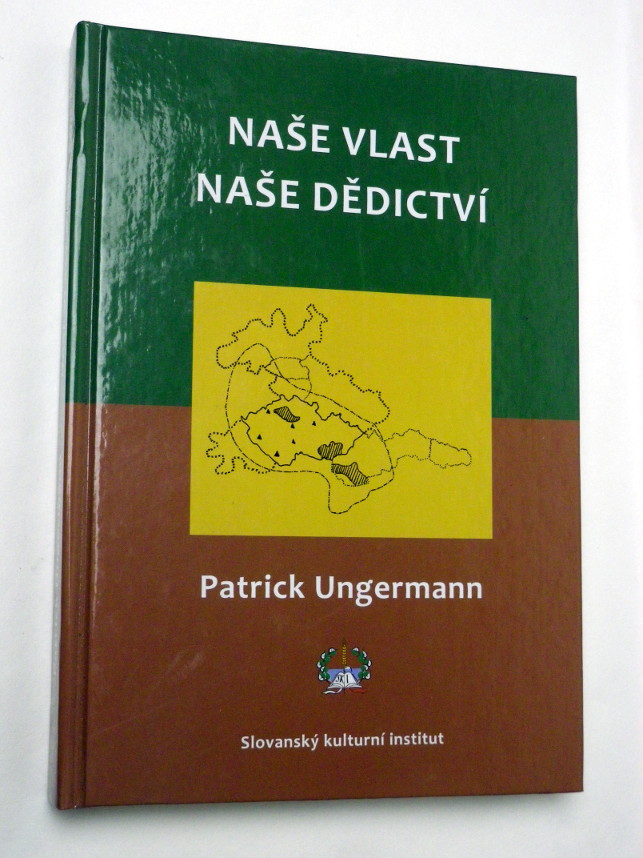 NAŠE VLAST
NAŠE DĚDICTVÍ
Patrick Ungermann
Slovanský kulturní institut